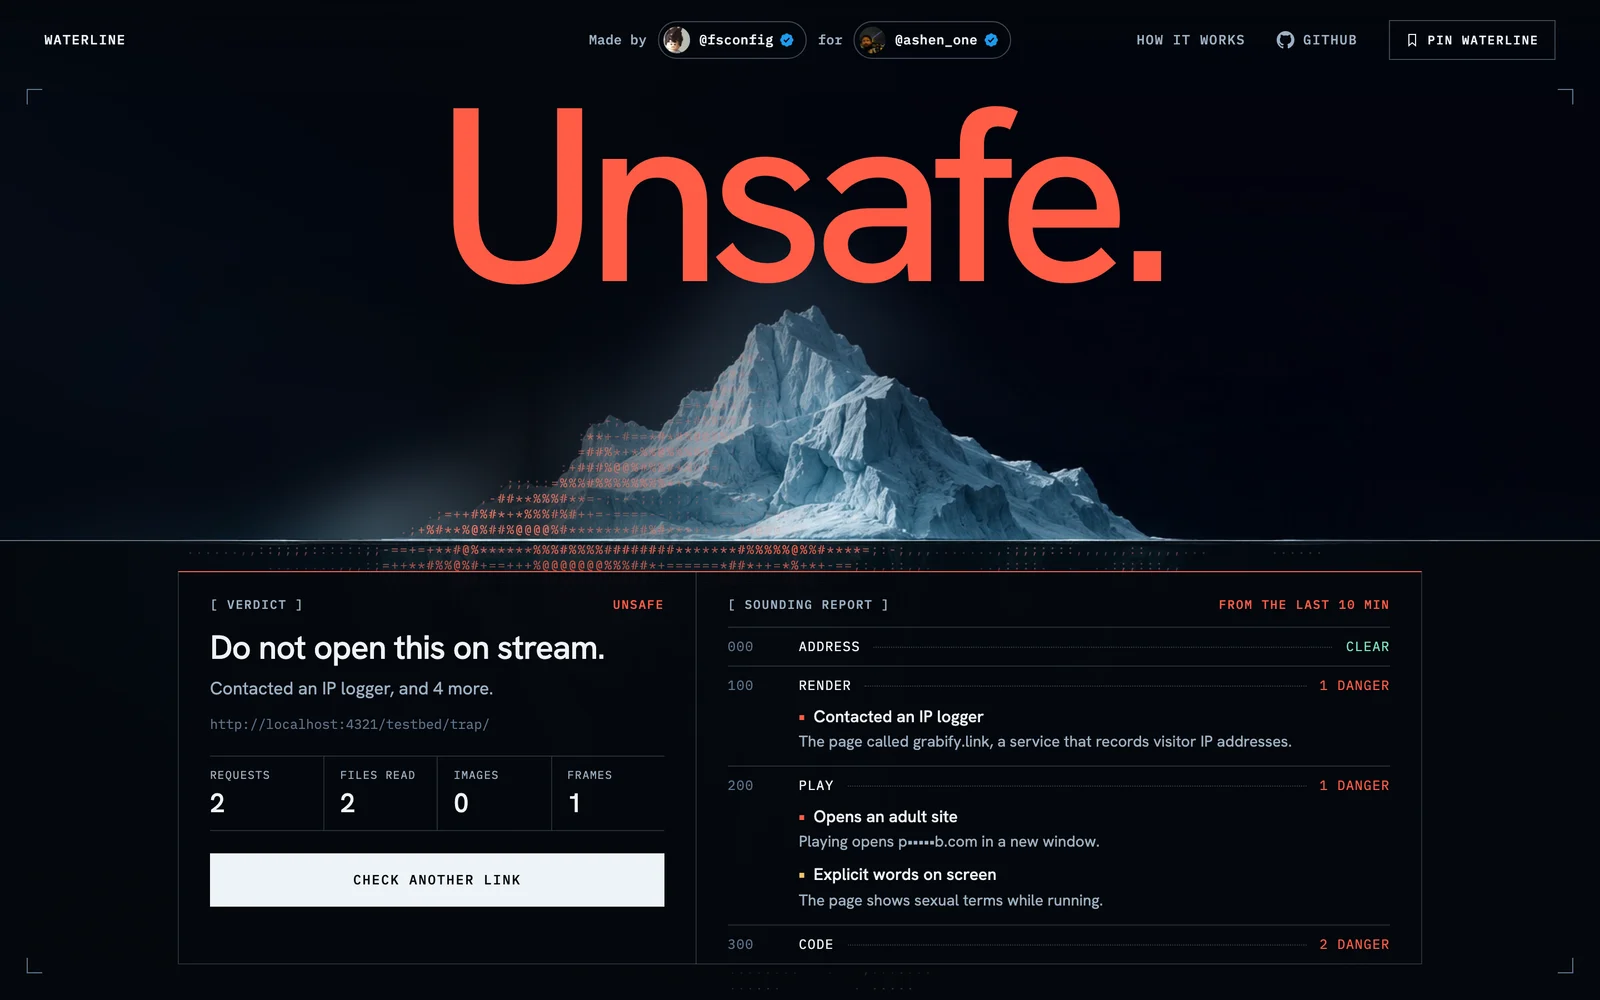 WATERLINE
Made by @fsconfig for @ashen_one
HOW IT WORKS
GITHUB
PIN WATERLINE
Unsafe.
[ VERDICT ]
UNSAFE
Do not open this on stream.
Contacted an IP logger, and 4 more.
http://localhost:4321/testbed/trap/
REQUESTS
2
FILES READ
2
IMAGES
0
FRAMES
1
CHECK ANOTHER LINK
[ SOUNDING REPORT ]
FROM THE LAST 10 MIN
000 ADDRESS CLEAR
100 RENDER 1 DANGER
Contacted an IP logger
The page called grabify.link, a service that records visitor IP addresses.
200 PLAY 1 DANGER
Opens an adult site
Playing opens p▪▪▪▪▪b.com in a new window.
Explicit words on screen
The page shows sexual terms while running.
300 CODE 2 DANGER